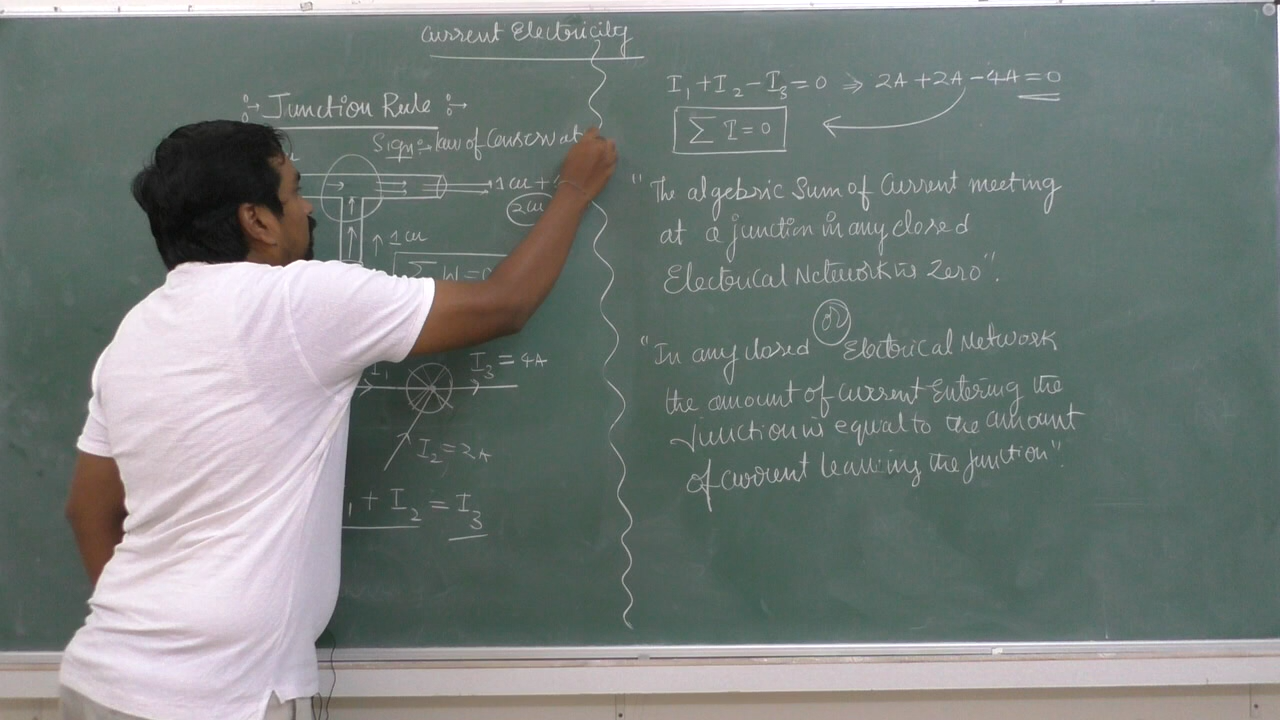 Current Electricity
Junction Rule
Sign:- Law of Conservat
1 cu +
2cu
1 cu
∑ W = 0
I₁
I₃ = 4A
I₂ = 2A
₁ + I₂ = I₃
I₁ + I₂ - I₃ = 0 ⇒ 2A + 2A - 4A = 0
∑ I = 0
"The algebric Sum of Current meeting
at a junction in any closed
Electrical Network is Zero".
Or
"In any closed Electrical Network
the amount of current Entering the
Junction is equal to the amount
of current leaving the junction".